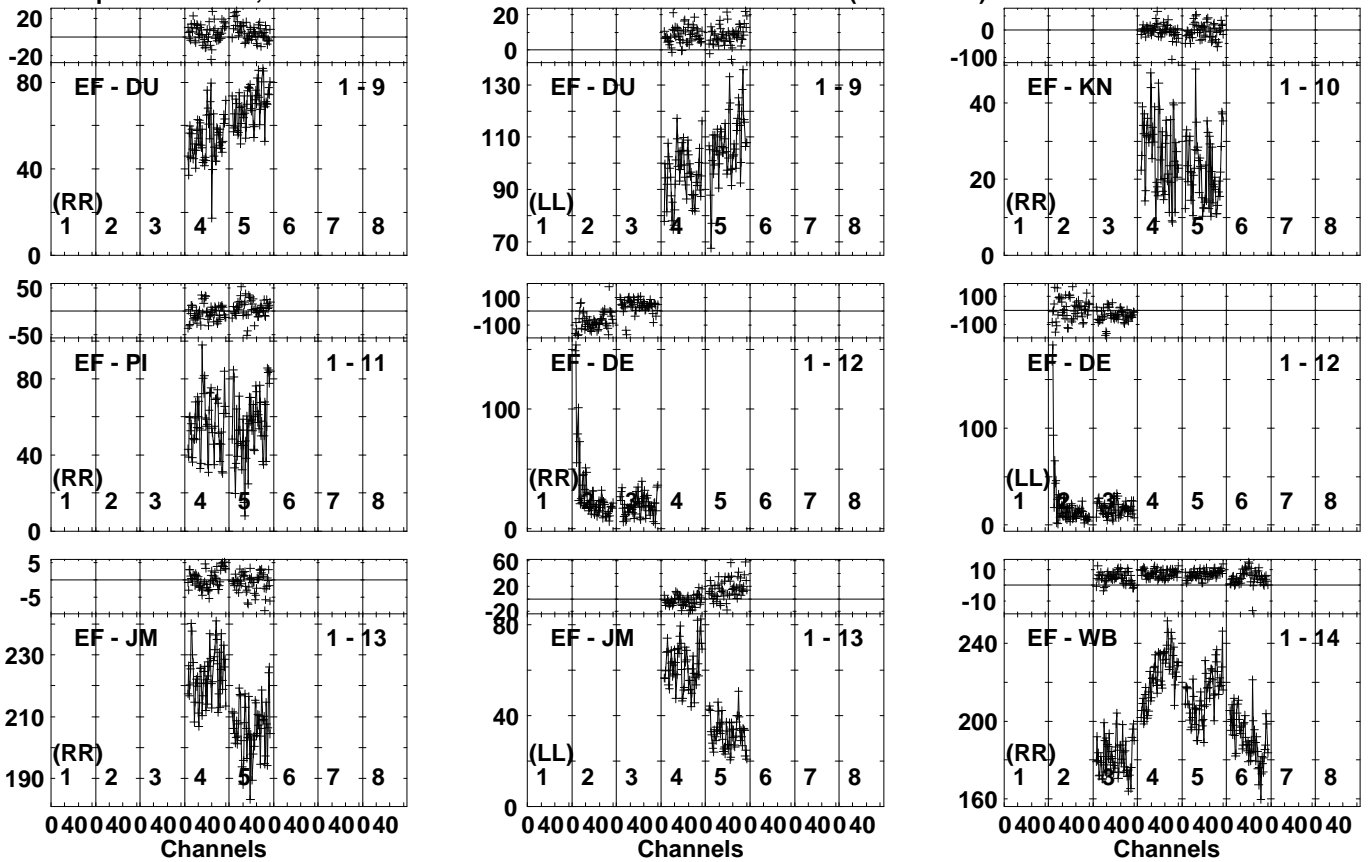 20
-20
80
40
0
EF - DU 1 - 9
(RR)
1 2 3 4 5 6 7 8
20
0
130
110
90
70
EF - DU 1 - 9
(LL)
1 2 3 4 5 6 7 8
0
-100
40
20
0
EF - KN 1 - 10
(RR)
1 2 3 4 5 6 7 8
50
-50
80
40
0
EF - PI 1 - 11
(RR)
1 2 3 4 5 6 7 8
100
-100
100
0
EF - DE 1 - 12
(RR)
1 2 3 4 5 6 7 8
100
-100
100
0
EF - DE 1 - 12
(LL)
1 2 3 4 5 6 7 8
5
-5
230
210
190
EF - JM 1 - 13
(RR)
1 2 3 4 5 6 7 8
0 40 0 40 0 40 0 40 0 40 0 40 0 40 0 40
Channels
60
20
-20
80
40
0
EF - JM 1 - 13
(LL)
1 2 3 4 5 6 7 8
0 40 0 40 0 40 0 40 0 40 0 40 0 40 0 40
Channels
10
-10
240
200
160
EF - WB 1 - 14
(RR)
1 2 3 4 5 6 7 8
0 40 0 40 0 40 0 40 0 40 0 40 0 40 0 40
Channels